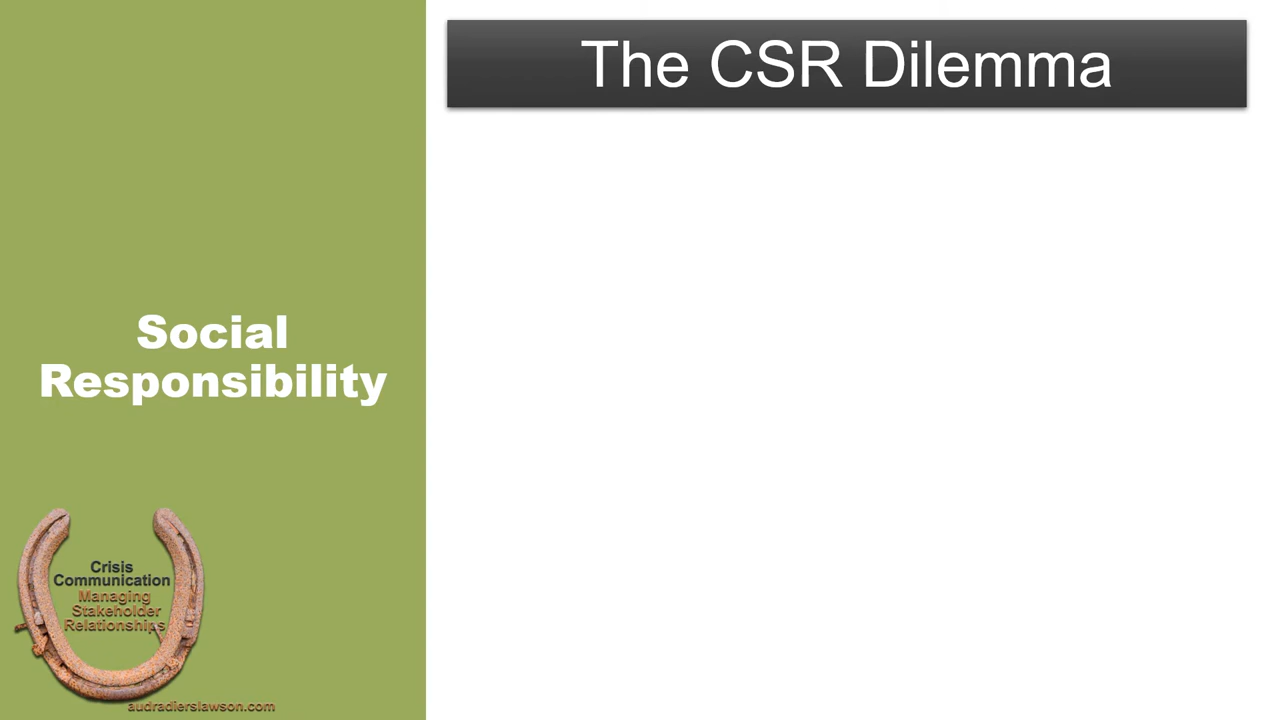 The CSR Dilemma
Social
Responsibility
Crisis
Communication
Managing
Stakeholder
Relationships
audradierslawson.com